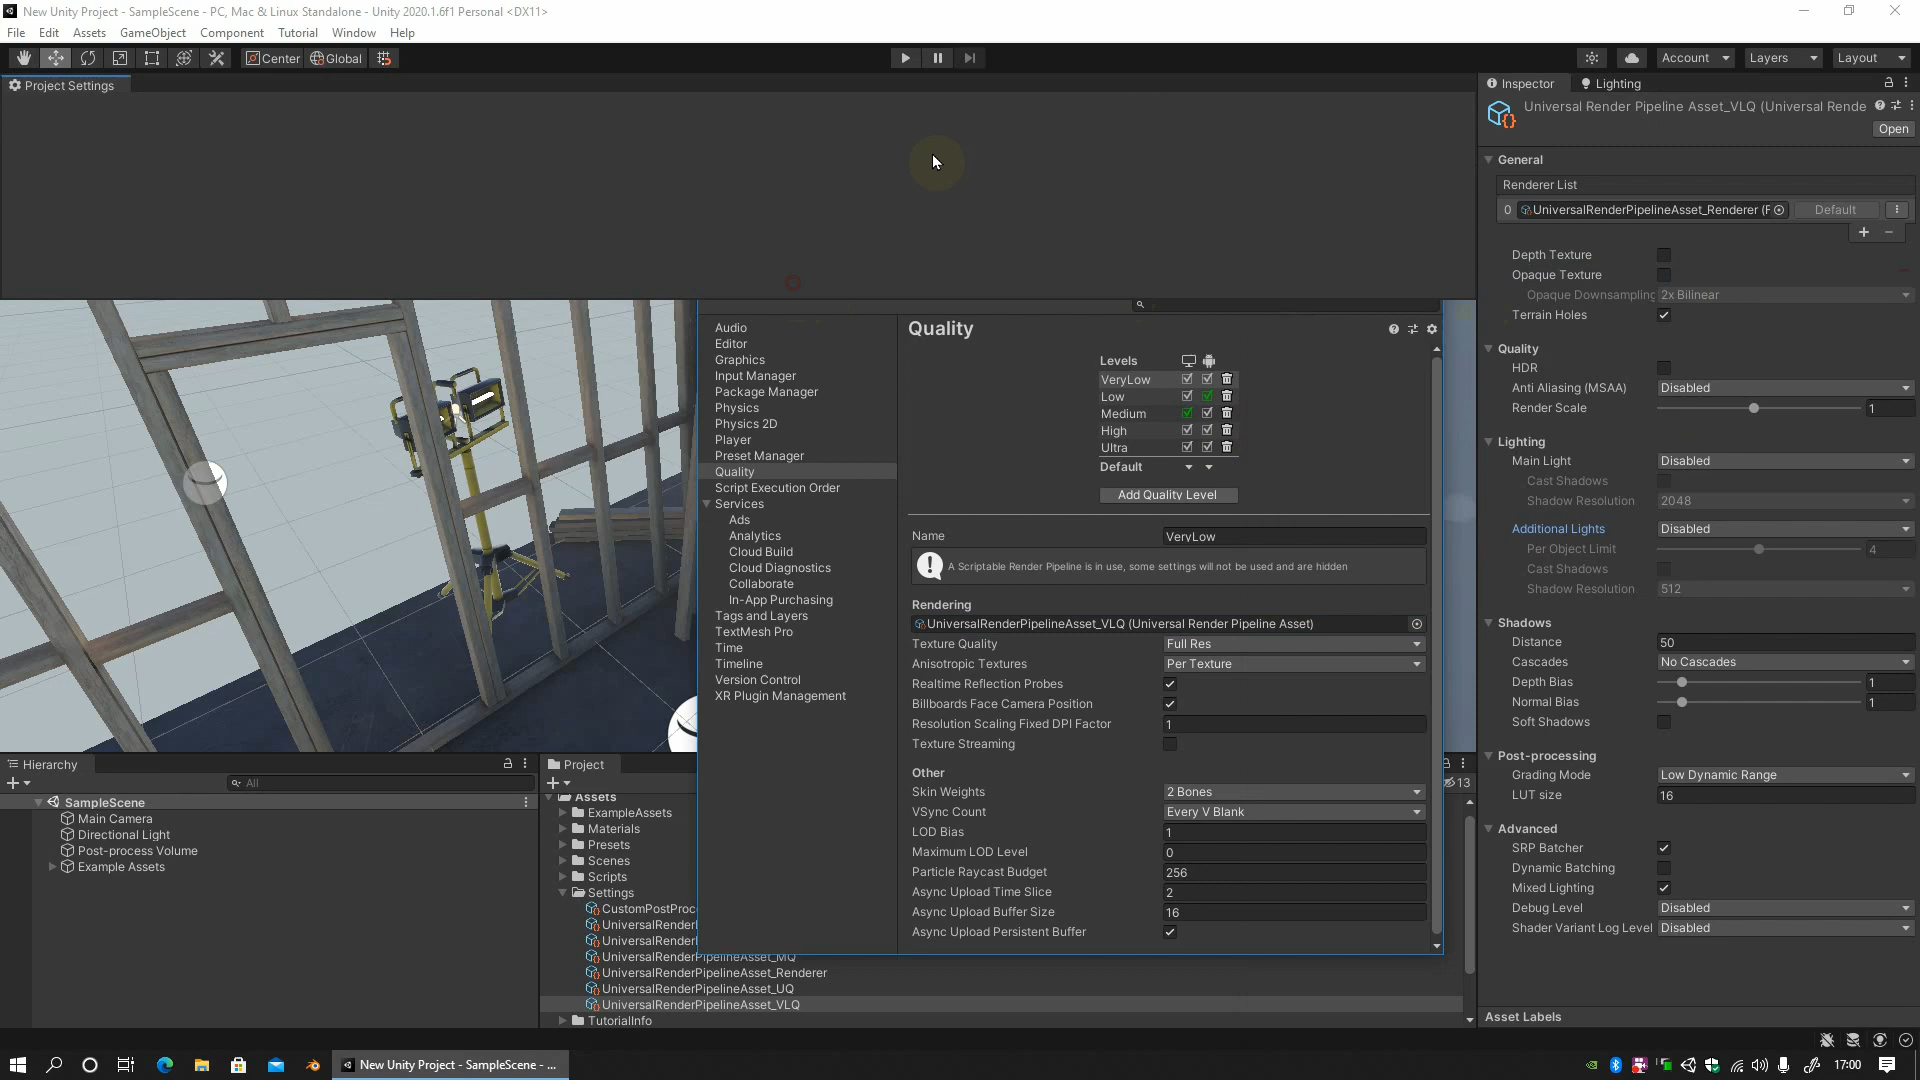 New Unity Project - SampleScene - PC, Mac & Linux Standalone - Unity 2020.1.6f1 Personal <DX11>
File Edit Assets GameObject Component Tutorial Window Help
Center Global Account Layers Layout
Project Settings
Inspector Lighting
Universal Render Pipeline Asset_VLQ (Universal Rende
Open
General
Renderer List
0 UniversalRenderPipelineAsset_Renderer (F Default
Depth Texture
Opaque Texture
Opaque Downsampling 2x Bilinear
Terrain Holes
Quality
HDR
Anti Aliasing (MSAA) Disabled
Render Scale 1
Lighting
Main Light Disabled
Cast Shadows
Shadow Resolution 2048
Additional Lights Disabled
Per Object Limit 4
Cast Shadows
Shadow Resolution 512
Shadows
Distance 50
Cascades No Cascades
Depth Bias 1
Normal Bias 1
Soft Shadows
Post-processing
Grading Mode Low Dynamic Range
LUT size 16
Advanced
SRP Batcher
Dynamic Batching
Mixed Lighting
Debug Level Disabled
Shader Variant Log Level Disabled
Asset Labels
Audio
Editor
Graphics
Input Manager
Package Manager
Physics
Physics 2D
Player
Preset Manager
Quality
Script Execution Order
Services
Ads
Analytics
Cloud Build
Cloud Diagnostics
Collaborate
In-App Purchasing
Tags and Layers
TextMesh Pro
Time
Timeline
Version Control
XR Plugin Management
Quality
Levels
VeryLow
Low
Medium
High
Ultra
Default
Add Quality Level
Name VeryLow
A Scriptable Render Pipeline is in use, some settings will not be used and are hidden
Rendering
UniversalRenderPipelineAsset_VLQ (Universal Render Pipeline Asset)
Texture Quality Full Res
Anisotropic Textures Per Texture
Realtime Reflection Probes
Billboards Face Camera Position
Resolution Scaling Fixed DPI Factor 1
Texture Streaming
Other
Skin Weights 2 Bones
VSync Count Every V Blank
LOD Bias 1
Maximum LOD Level 0
Particle Raycast Budget 256
Async Upload Time Slice 2
Async Upload Buffer Size 16
Async Upload Persistent Buffer
Hierarchy
All
SampleScene
Main Camera
Directional Light
Post-process Volume
Example Assets
Project
13
Assets
ExampleAssets
Materials
Presets
Scenes
Scripts
Settings
CustomPostProc
UniversalRender
UniversalRender
UniversalRenderPipelineAsset_MQ
UniversalRenderPipelineAsset_Renderer
UniversalRenderPipelineAsset_UQ
UniversalRenderPipelineAsset_VLQ
TutorialInfo
New Unity Project - SampleScene - ...
17:00